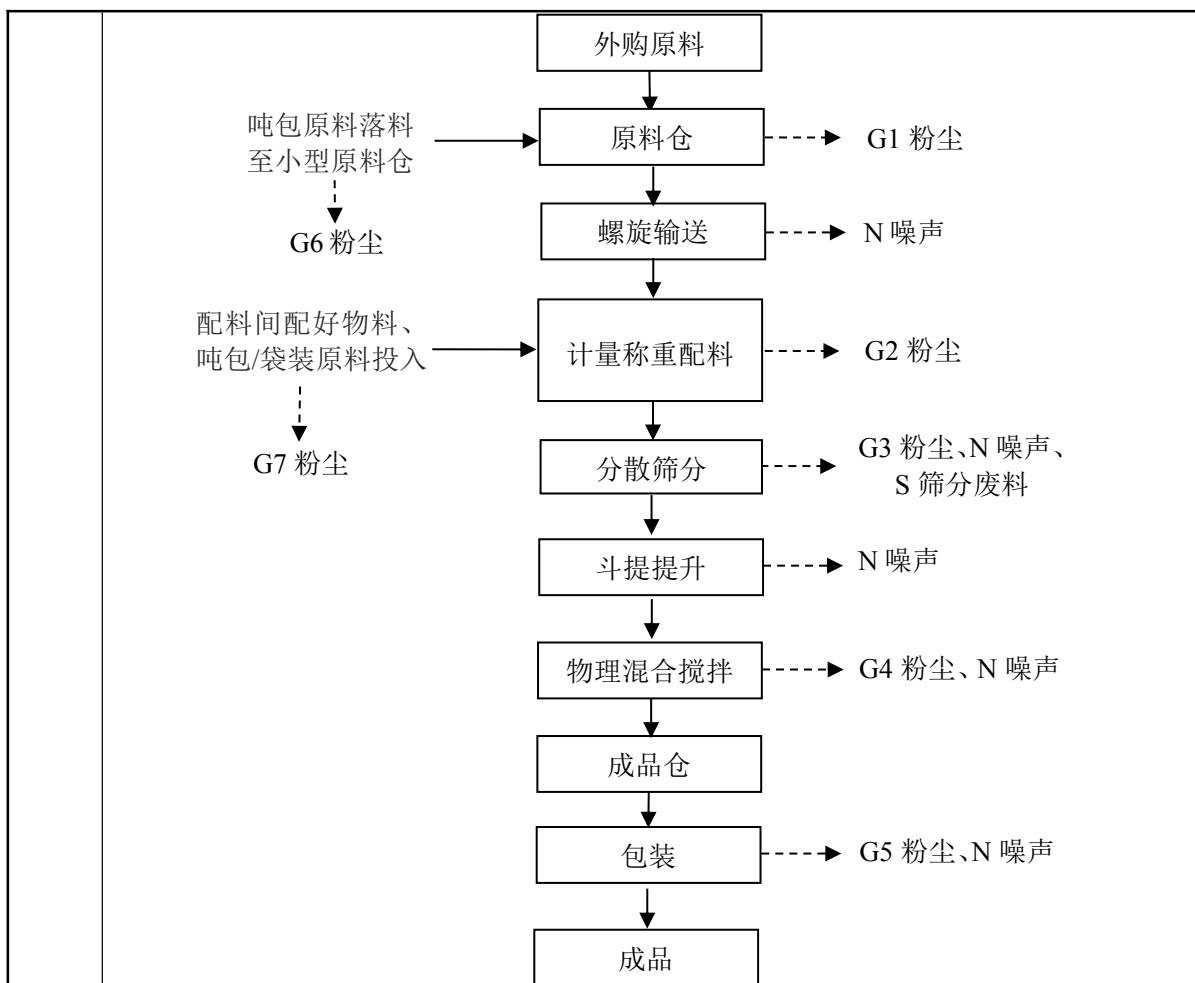 外购原料
吨包原料落料
至小型原料仓
原料仓
G1 粉尘
G6 粉尘
螺旋输送
N 噪声
配料间配好物料、
吨包/袋装原料投入
计量称重配料
G2 粉尘
G7 粉尘
分散筛分
G3 粉尘、N 噪声、
S 筛分废料
斗提提升
N 噪声
物理混合搅拌
G4 粉尘、N 噪声
成品仓
包装
G5 粉尘、N 噪声
成品